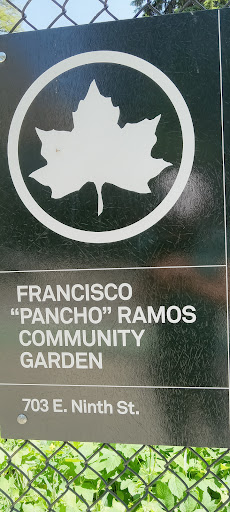 FRANCISCO
“PANCHO” RAMOS
COMMUNITY
GARDEN
703 E. Ninth St.